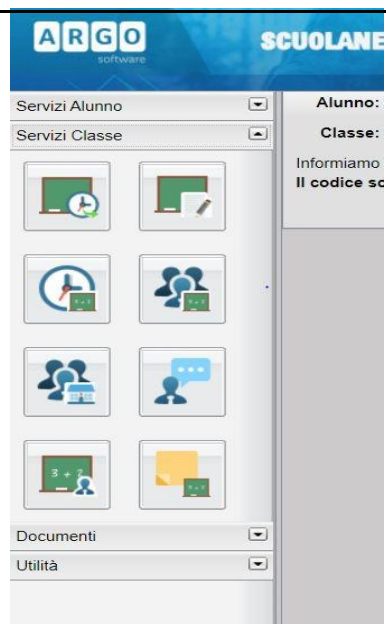 ARGO
software
SCUOLANE
Servizi Alunno
Alunno:
Servizi Classe
Classe:
Informiamo
Il codice sc
Documenti
Utilità